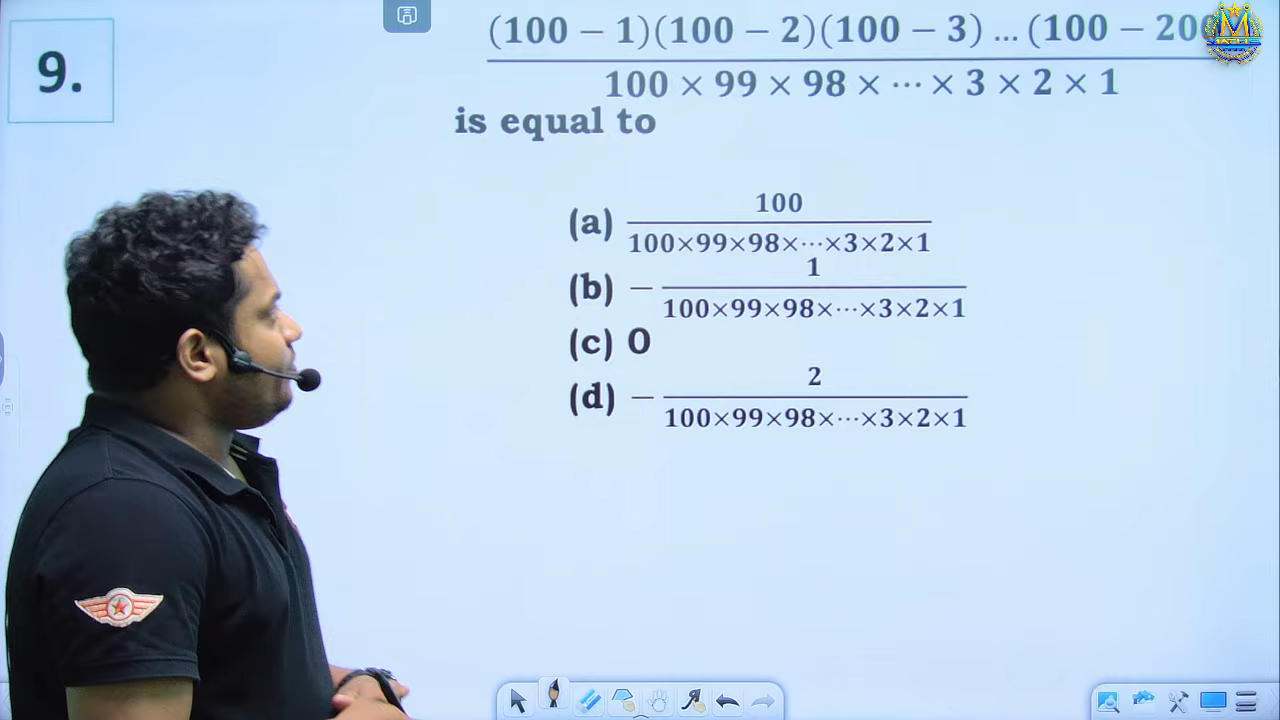 9.
(100 − 1)(100 − 2)(100 − 3) ... (100 − 200
100 × 99 × 98 × ⋯ × 3 × 2 × 1
is equal to
(a) 100
100×99×98×⋯×3×2×1
(b) − 1
100×99×98×⋯×3×2×1
(c) 0
(d) − 2
100×99×98×⋯×3×2×1